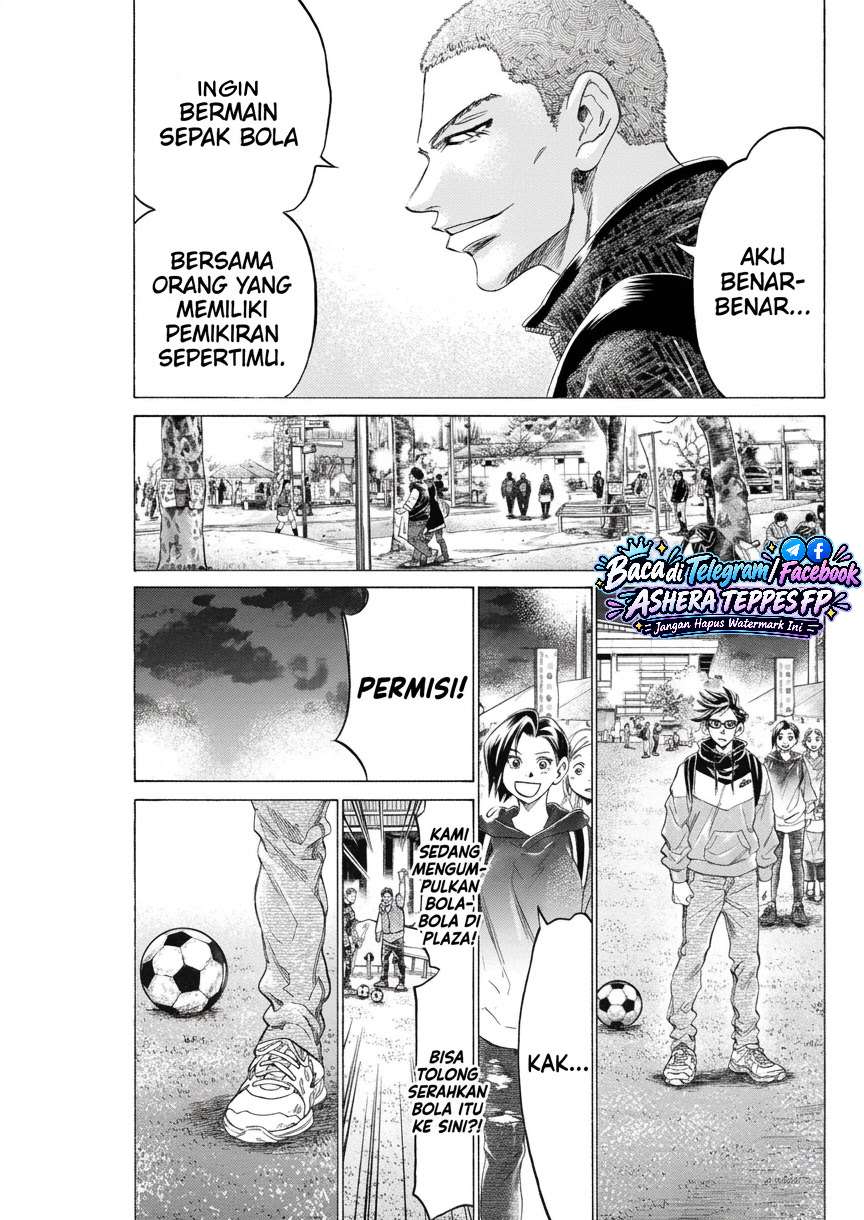 AKU
BENAR-
BENAR...
INGIN
BERMAIN
SEPAK BOLA
BERSAMA
ORANG YANG
MEMILIKI
PEMIKIRAN
SEPERTIMU.
Baca di Telegram/Facebook
ASHERA TEPPES FP
Jangan Hapus Watermark Ini
PERMISI!
KAK...
KAMI
SEDANG
MENGUM-
PULKAN
BOLA-
BOLA DI
PLAZA!
BISA
TOLONG
SERAHKAN
BOLA ITU
KE SINI?!